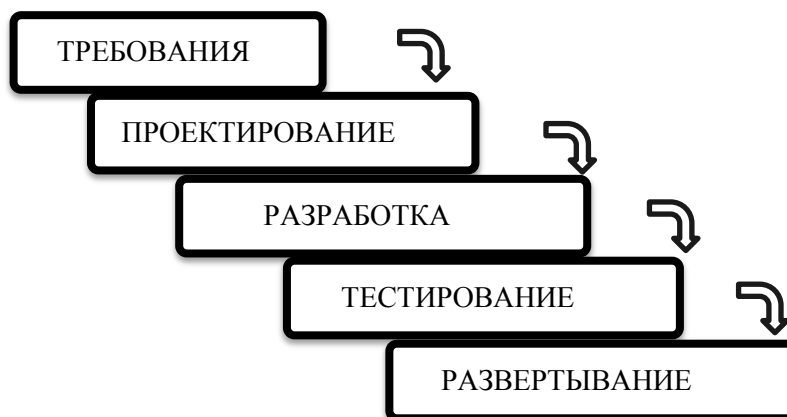 ТРЕБОВАНИЯ
ПРОЕКТИРОВАНИЕ
РАЗРАБОТКА
ТЕСТИРОВАНИЕ
РАЗВЕРТЫВАНИЕ